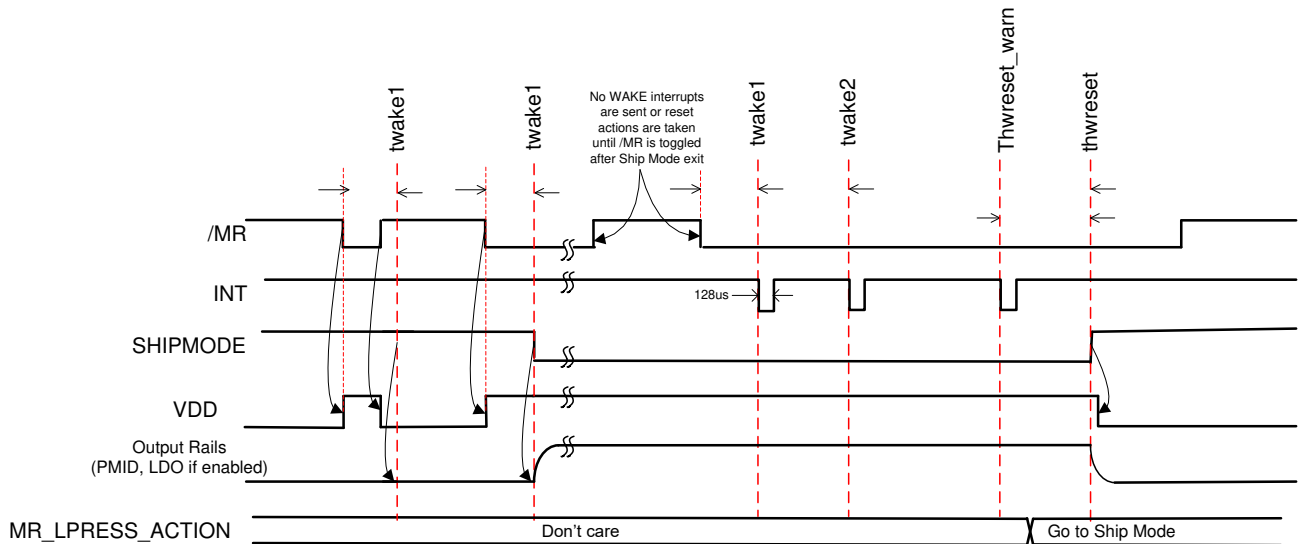 twake1
twake1
No WAKE interrupts
are sent or reset
actions are taken
until /MR is toggled
after Ship Mode exit
twake1
twake2
Thwreset_warn
thwreset
/MR
INT
128us
SHIPMODE
VDD
Output Rails
(PMID, LDO if enabled)
MR_LPRESS_ACTION
Don't care
Go to Ship Mode